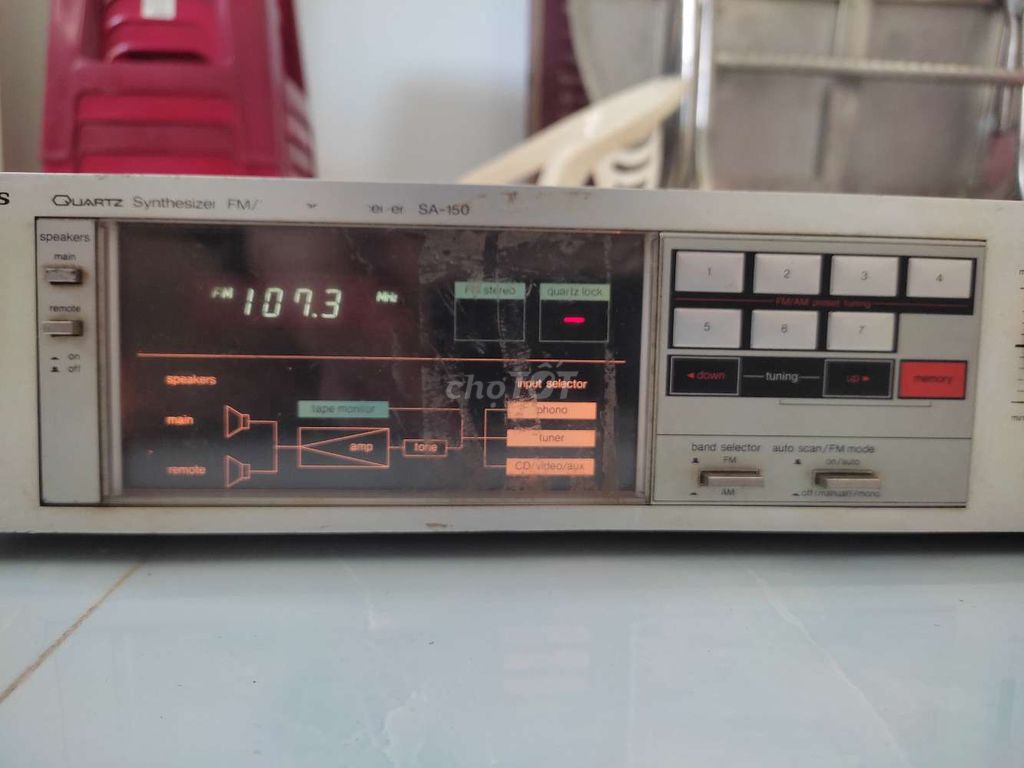 S QUARTZ Synthesizer FM/ SA-150
speakers
main
remote
on
off
FM 107.3 MHz
FM stereo
quartz lock
speakers
main
remote
tape monitor
amp
tone
input selector
phono
tuner
CD/video/aux
choTỐT
1 2 3 4
FM/AM preset tuning
5 6 7
◄down tuning up► memory
band selector
FM
AM
auto scan/FM mode
on/auto
off(manual)/mono